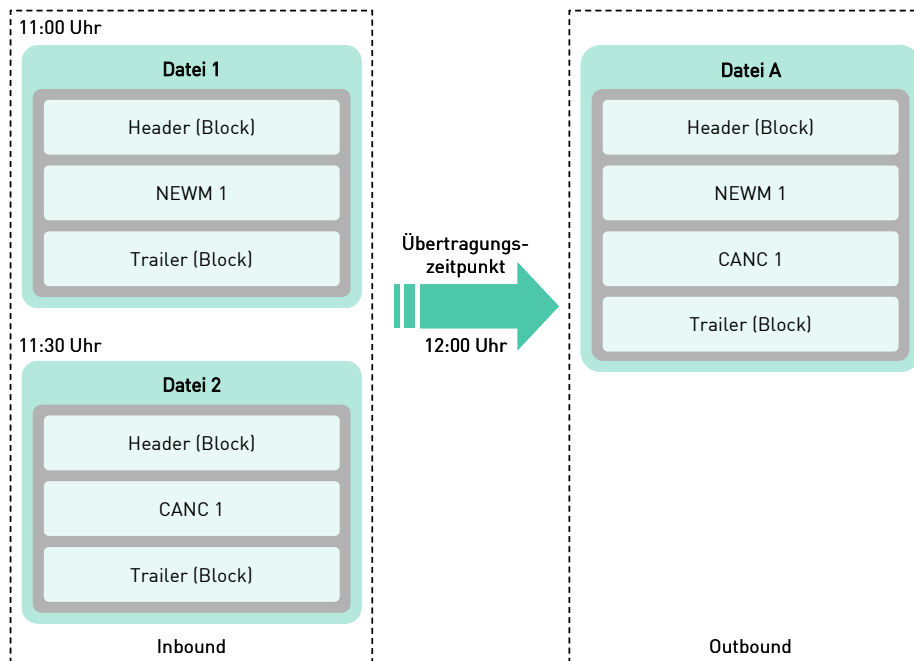 11:00 Uhr
Datei 1
Header (Block)
NEWM 1
Trailer (Block)
11:30 Uhr
Datei 2
Header (Block)
CANC 1
Trailer (Block)
Inbound
Übertragungs-
zeitpunkt
12:00 Uhr
Datei A
Header (Block)
NEWM 1
CANC 1
Trailer (Block)
Outbound